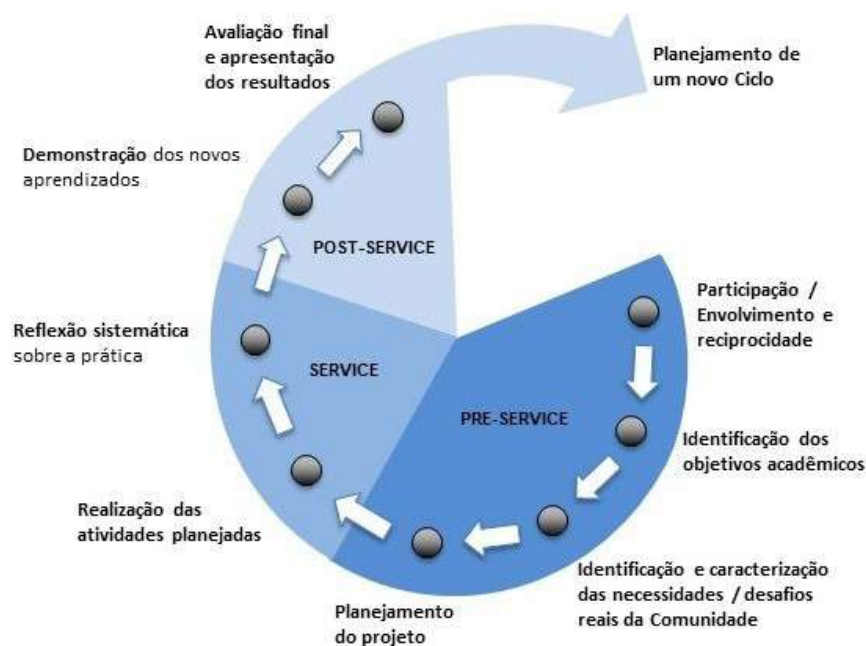 Avaliação final
e apresentação
dos resultados
Planejamento de
um novo Ciclo
Demonstração dos novos
aprendizados
POST-SERVICE
Participação /
Envolvimento e
reciprocidade
Reflexão sistemática
sobre a prática
SERVICE
PRE-SERVICE
Identificação dos
objetivos acadêmicos
Realização das
atividades planejadas
Identificação e caracterização
das necessidades / desafios
reais da Comunidade
Planejamento
do projeto